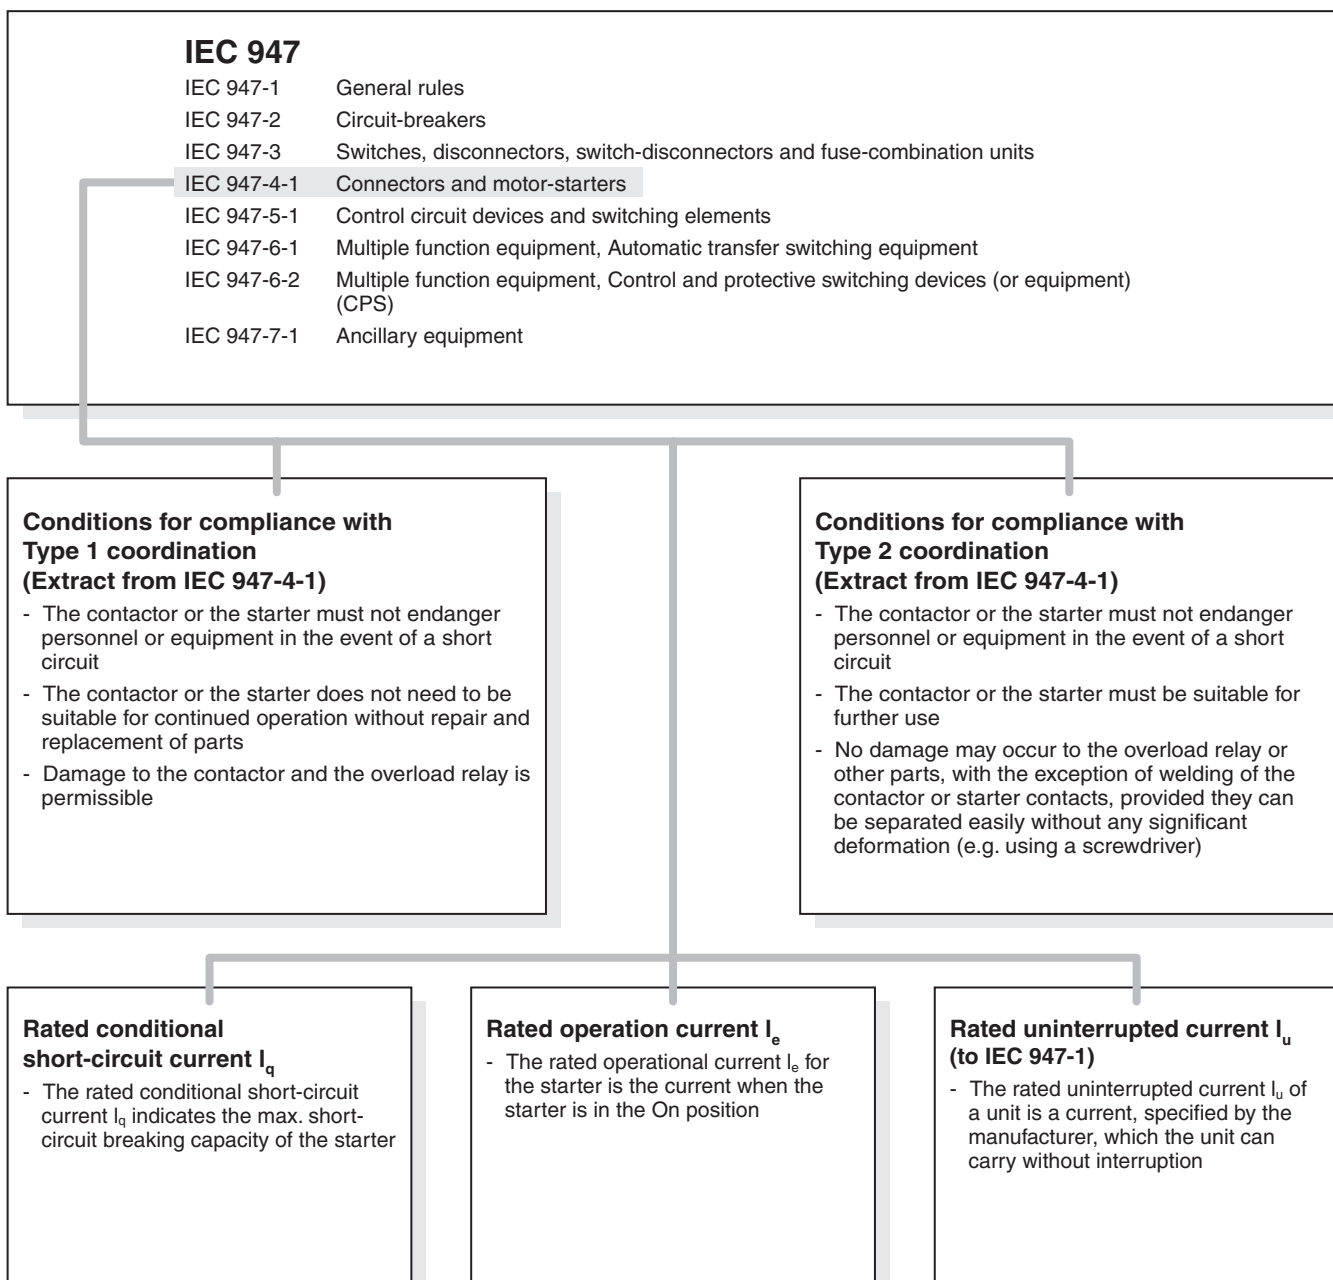 IEC 947
IEC 947-1 General rules
IEC 947-2 Circuit-breakers
IEC 947-3 Switches, disconnectors, switch-disconnectors and fuse-combination units
IEC 947-4-1 Connectors and motor-starters
IEC 947-5-1 Control circuit devices and switching elements
IEC 947-6-1 Multiple function equipment, Automatic transfer switching equipment
IEC 947-6-2 Multiple function equipment, Control and protective switching devices (or equipment)
(CPS)
IEC 947-7-1 Ancillary equipment
Conditions for compliance with
Type 1 coordination
(Extract from IEC 947-4-1)
- The contactor or the starter must not endanger
personnel or equipment in the event of a short
circuit
- The contactor or the starter does not need to be
suitable for continued operation without repair and
replacement of parts
- Damage to the contactor and the overload relay is
permissible
Conditions for compliance with
Type 2 coordination
(Extract from IEC 947-4-1)
- The contactor or the starter must not endanger
personnel or equipment in the event of a short
circuit
- The contactor or the starter must be suitable for
further use
- No damage may occur to the overload relay or
other parts, with the exception of welding of the
contactor or starter contacts, provided they can
be separated easily without any significant
deformation (e.g. using a screwdriver)
Rated conditional
short-circuit current Iq
- The rated conditional short-circuit
current Iq indicates the max. short-
circuit breaking capacity of the starter
Rated operation current Ie
- The rated operational current Ie for
the starter is the current when the
starter is in the On position
Rated uninterrupted current Iu
(to IEC 947-1)
- The rated uninterrupted current Iu of
a unit is a current, specified by the
manufacturer, which the unit can
carry without interruption